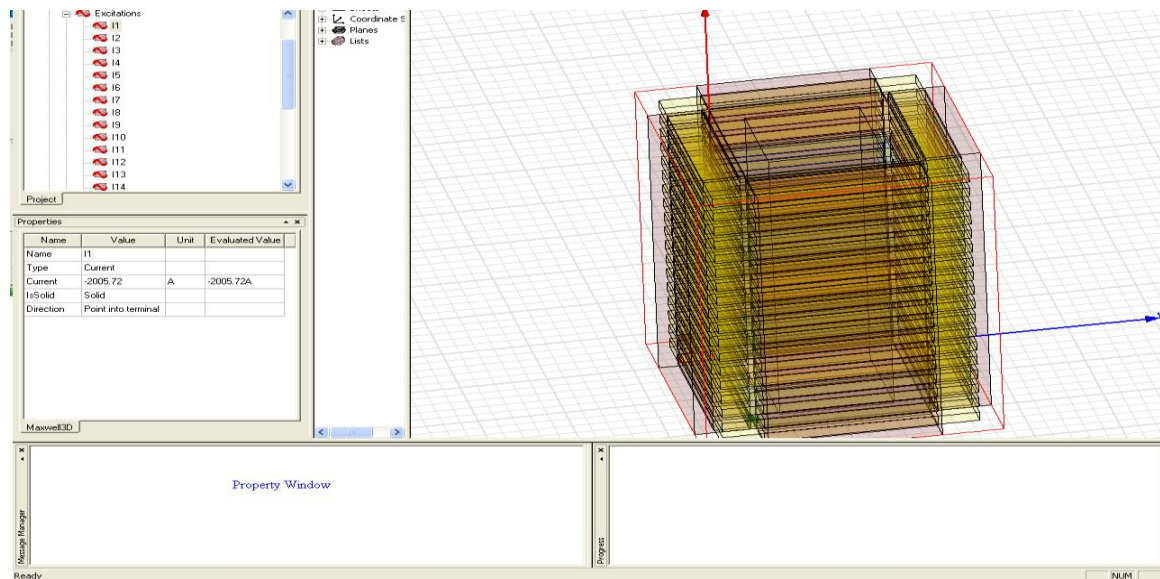 Excitations
I1
I2
I3
I4
I5
I6
I7
I8
I9
I10
I11
I12
I13
I14
Project
Coordinate S
Planes
Lists
Properties
Name Value Unit Evaluated Value
Name I1
Type Current
Current -2005.72 A -2005.72A
IsSolid Solid
Direction Point into terminal
Maxwell3D
Message Manager
Property Window
Progress
Ready
NUM